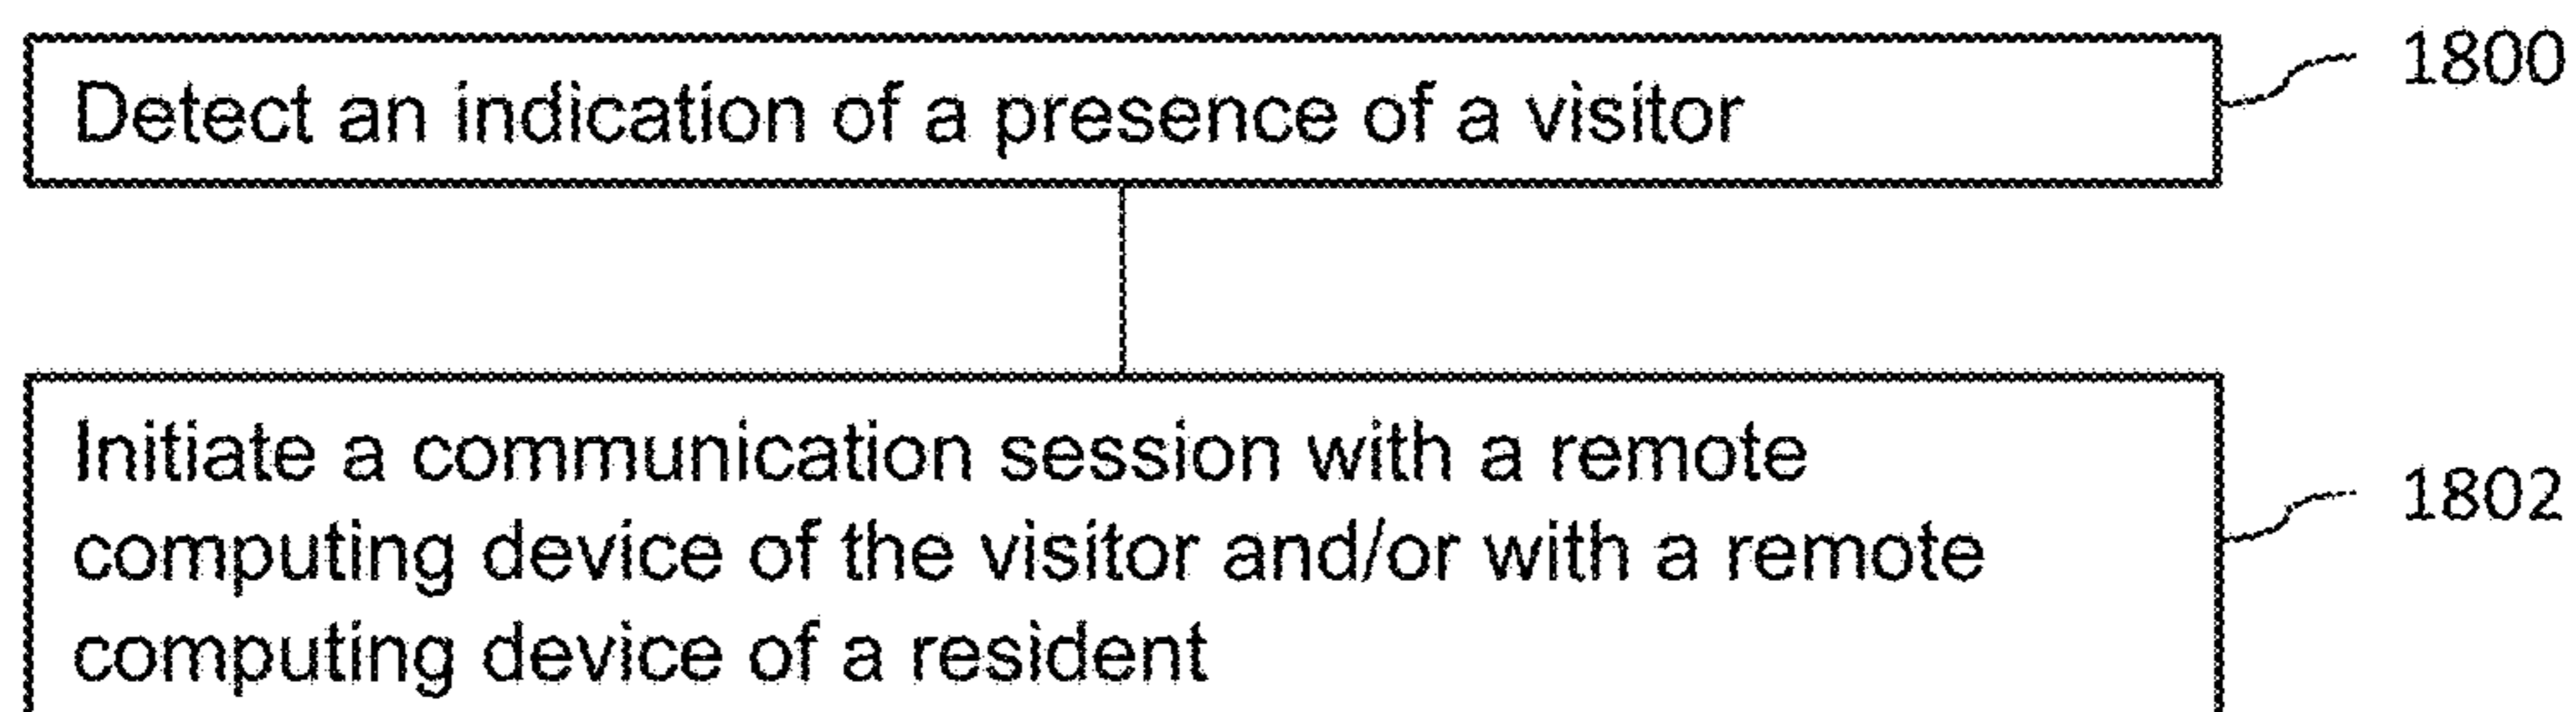 Detect an indication of a presence of a visitor
1800
Initiate a communication session with a remote
computing device of the visitor and/or with a remote
computing device of a resident
1802